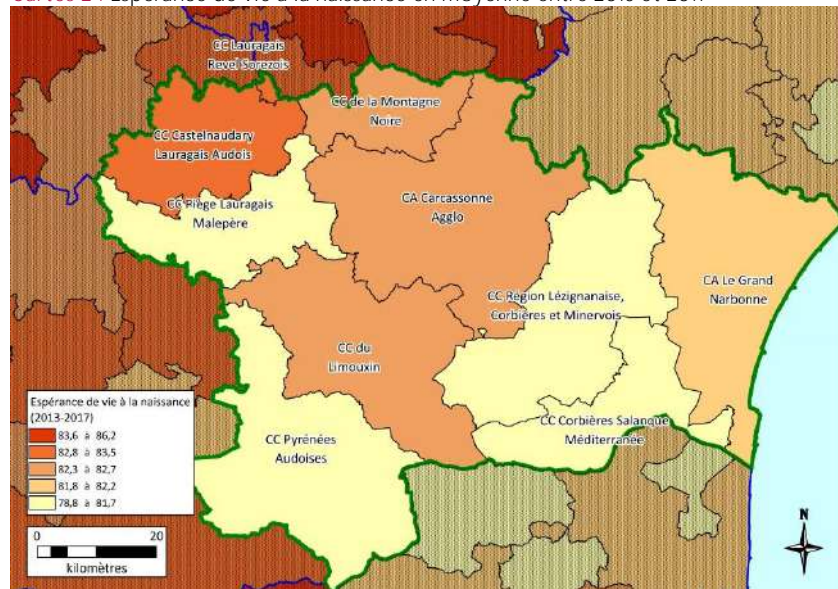 CC Lauragais
Revel Sorezois
CC de la Montagne
Noire
CC Castelnaudary
Lauragais Audois
CC Piège Lauragais
Malepère
CA Carcassonne
Agglo
CC Région Lézignanaise,
Corbières et Minervois
CA Le Grand
Narbonne
CC du
Limouxin
CC Corbières Salanque
Méditerranée
CC Pyrénées
Audoises
Espérance de vie à la naissance
(2013-2017)
83,6 à 86,2
82,8 à 83,5
82,3 à 82,7
81,8 à 82,2
78,8 à 81,7
0 20
kilomètres
N